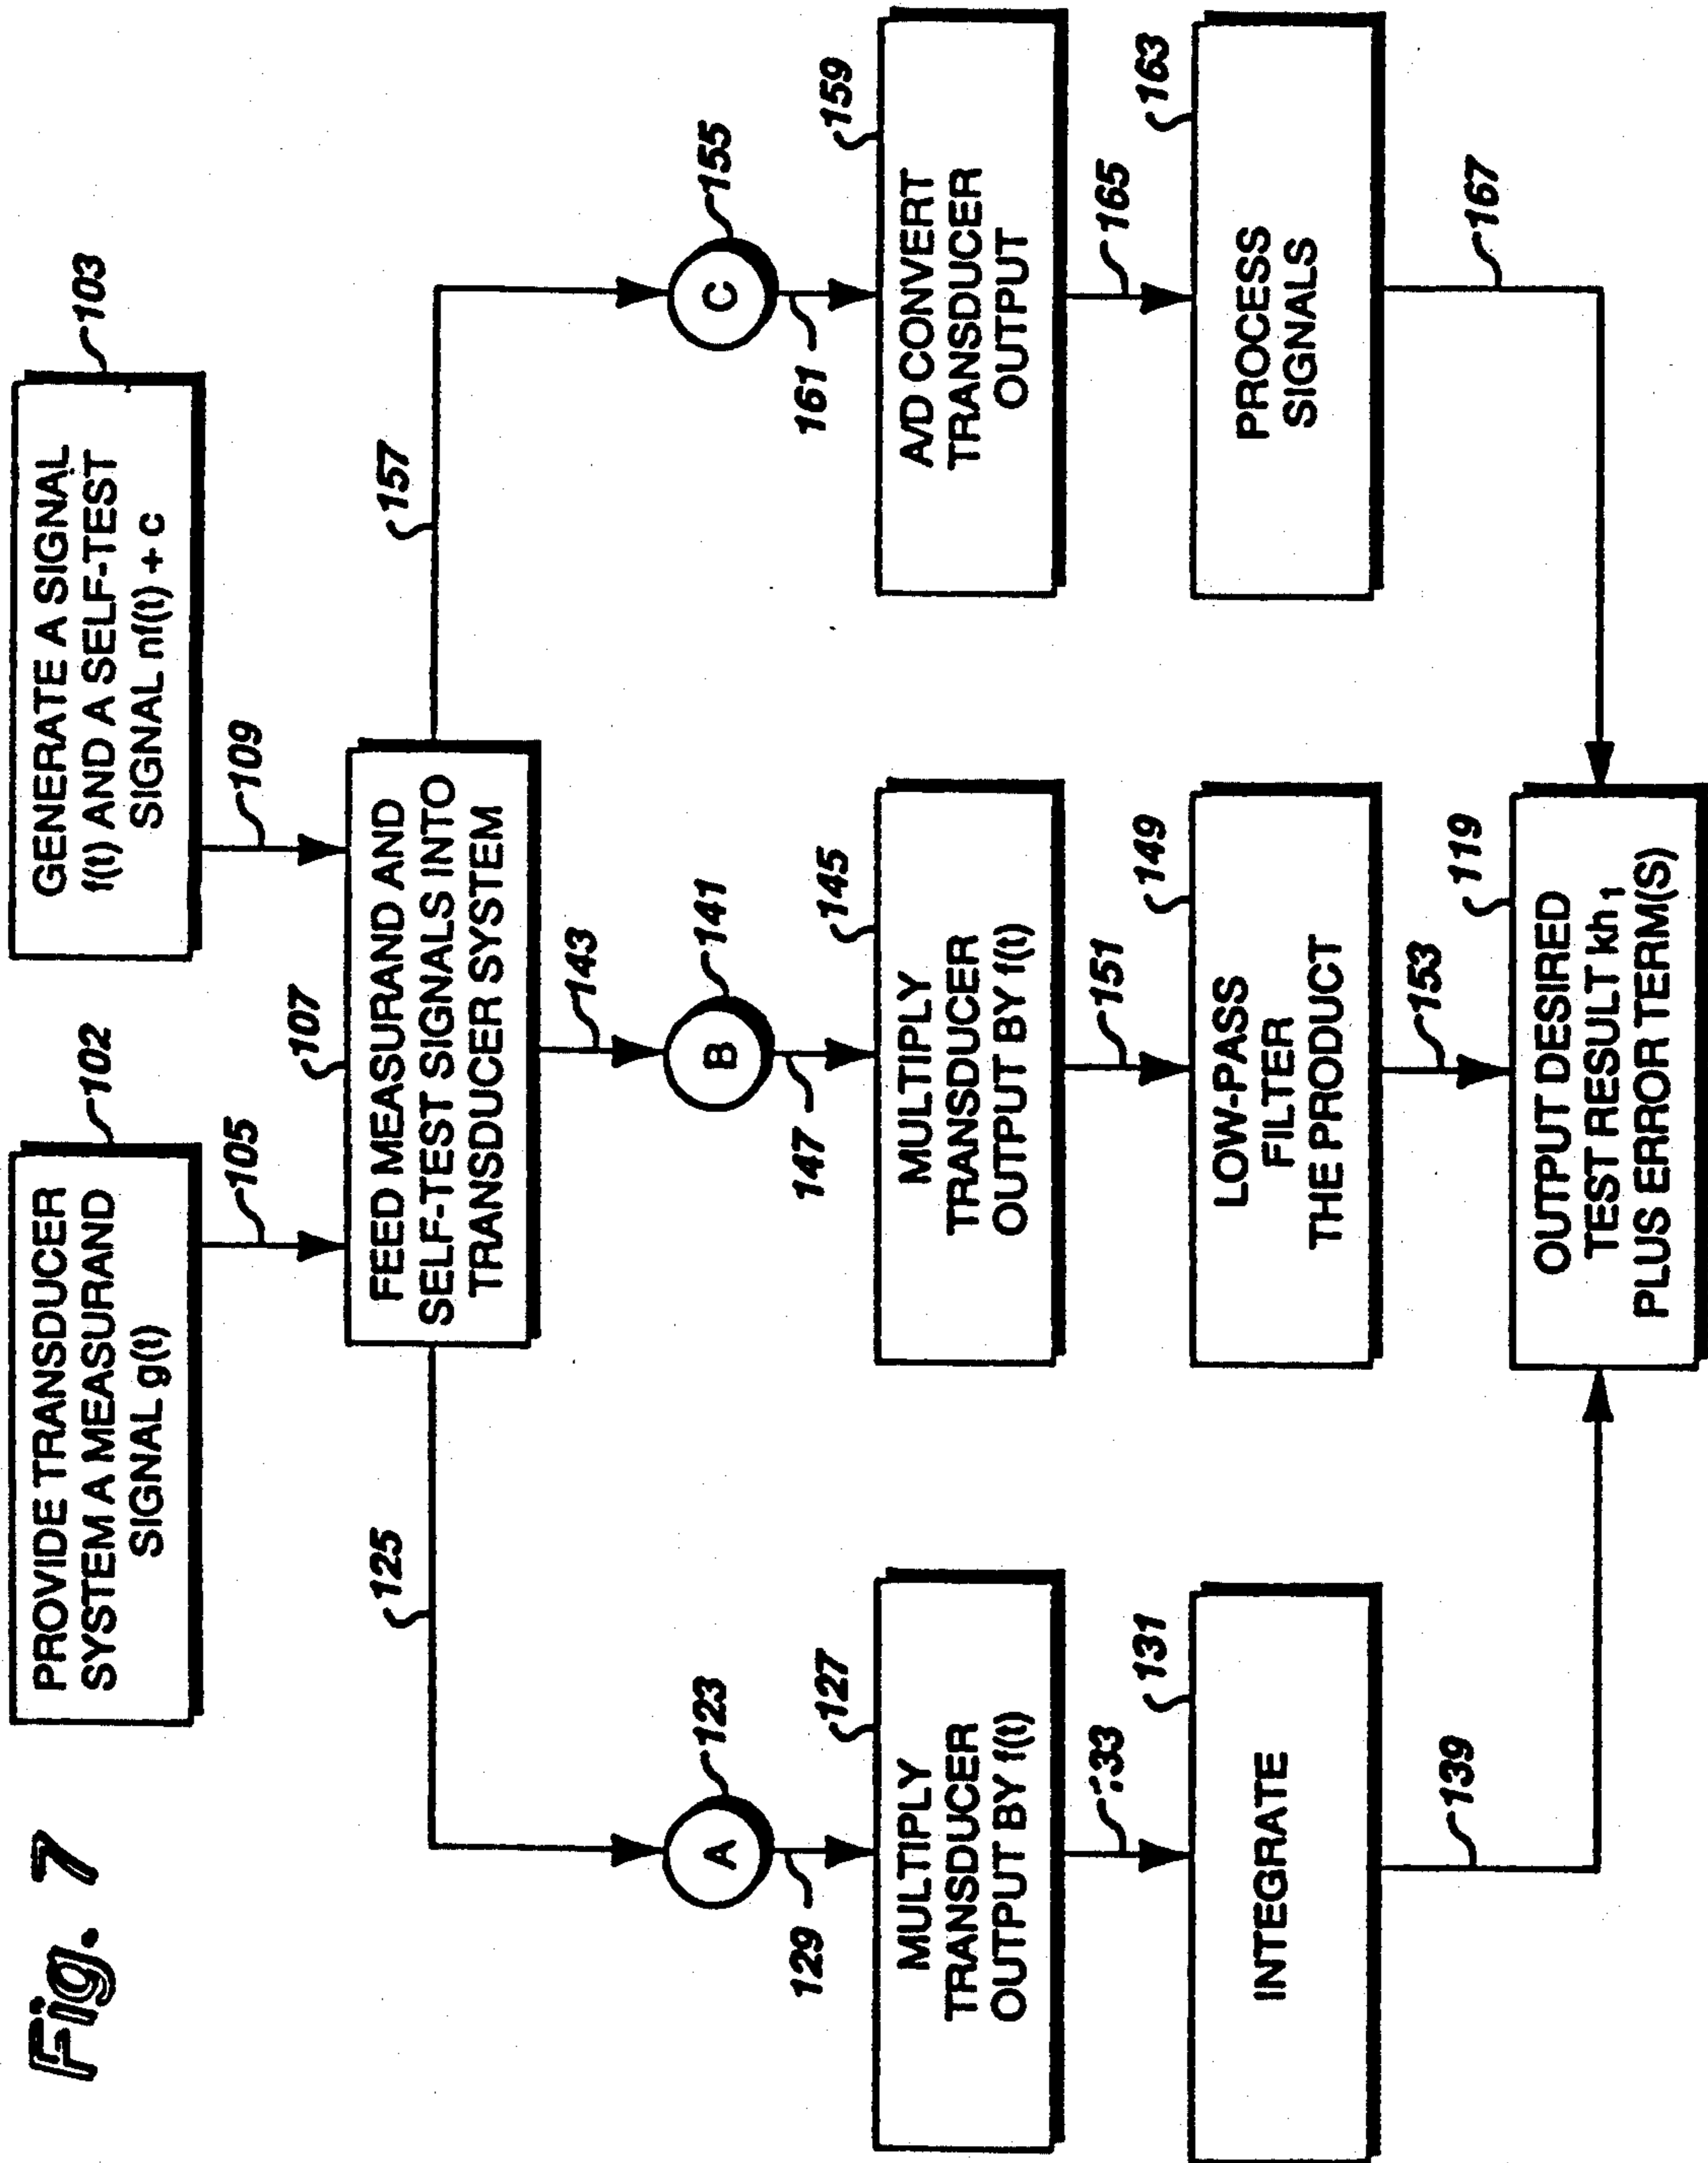 Fig. 7
PROVIDE TRANSDUCER
SYSTEM A MEASURAND
SIGNAL g(t)
102
105
GENERATE A SIGNAL
f(t) AND A SELF-TEST
SIGNAL nf(t) + c
103
109
107
FEED MEASURAND AND
SELF-TEST SIGNALS INTO
TRANSDUCER SYSTEM
125
143
157
A
123
129
B
141
147
C
155
161
127
MULTIPLY
TRANSDUCER
OUTPUT BY f(t)
145
MULTIPLY
TRANSDUCER
OUTPUT BY f(t)
159
A/D CONVERT
TRANSDUCER
OUTPUT
133
151
165
131
INTEGRATE
149
LOW-PASS
FILTER
THE PRODUCT
163
PROCESS
SIGNALS
139
153
167
119
OUTPUT DESIRED
TEST RESULT kh1
PLUS ERROR TERM(S)